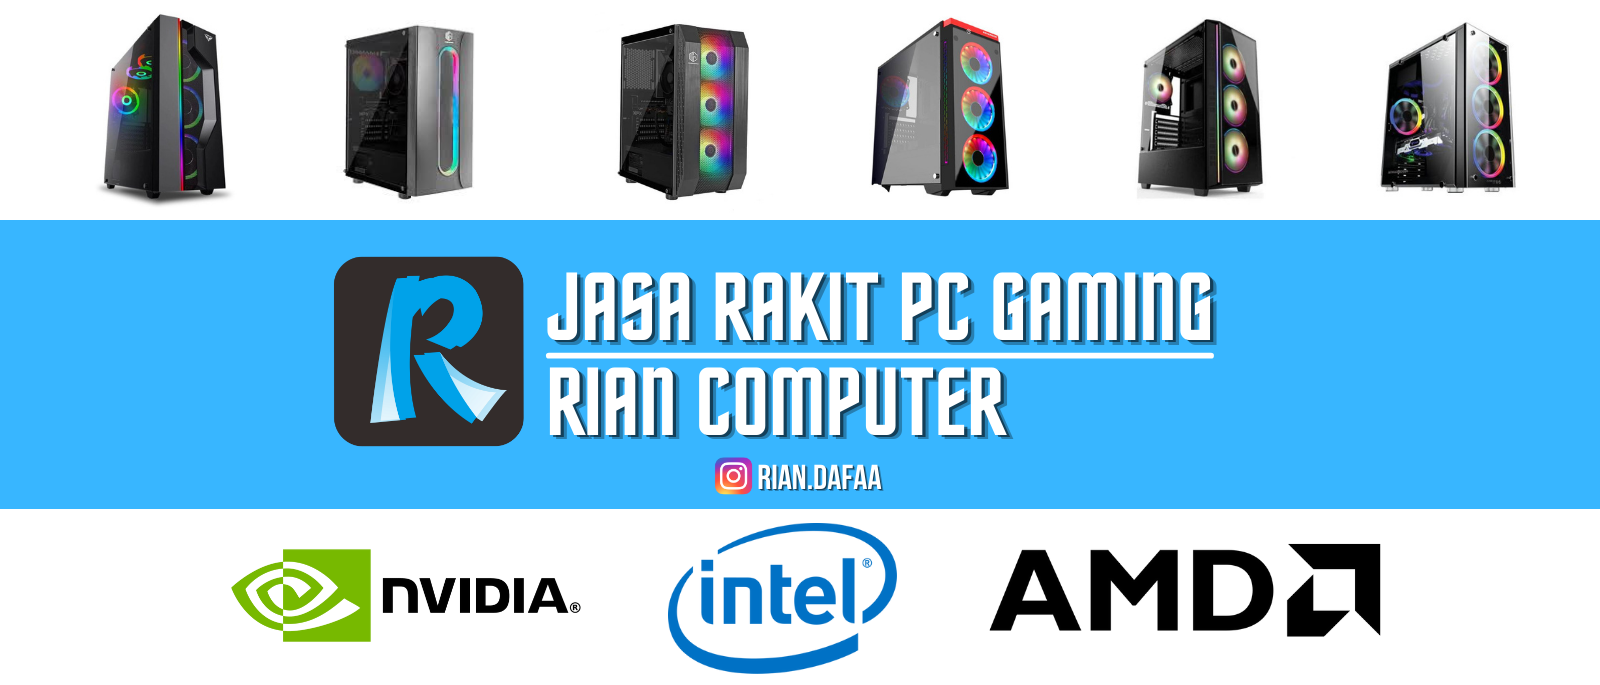 JASA RAKIT PC GAMING
RIAN COMPUTER
RIAN.DAFAA
NVIDIA®
intel®
AMD